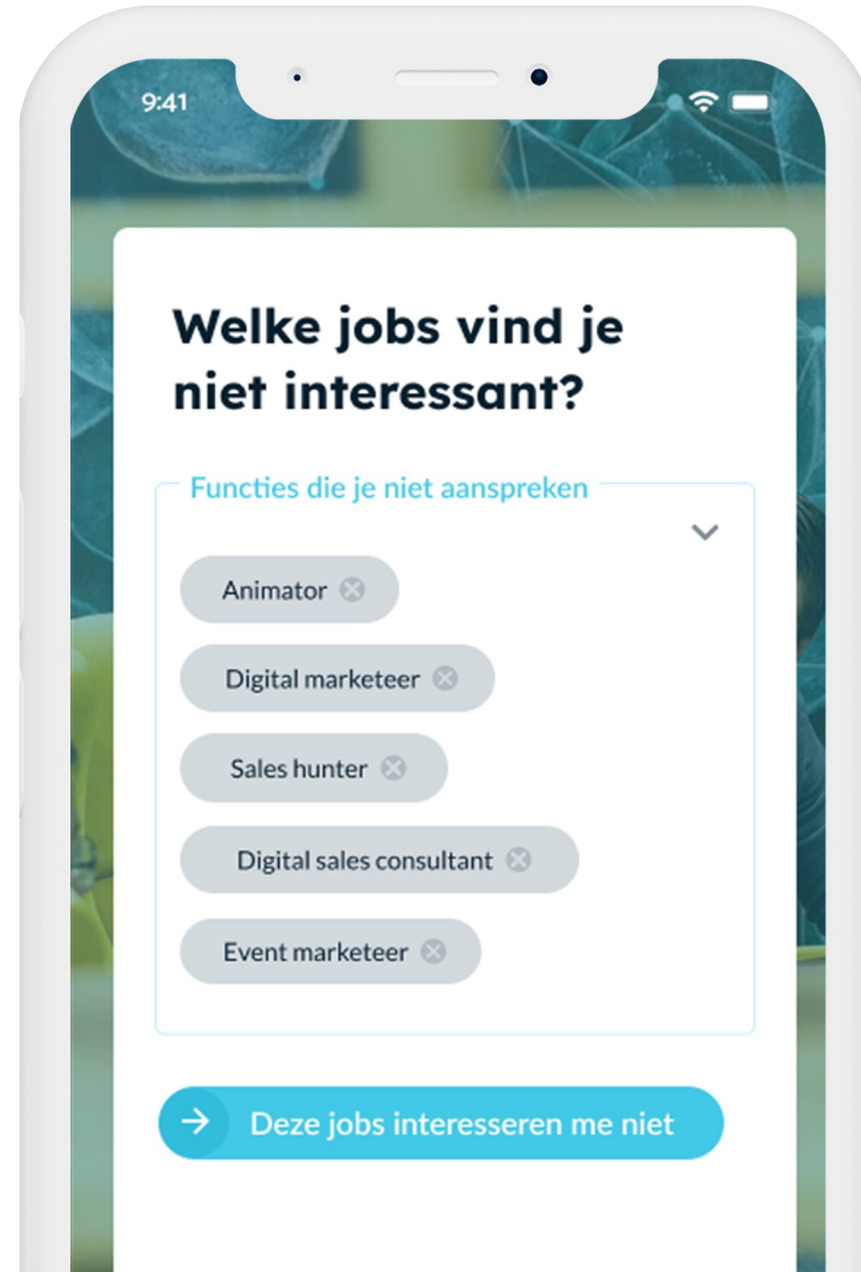 9:41
Welke jobs vind je
niet interessant?
Functies die je niet aanspreken
Animator
Digital marketeer
Sales hunter
Digital sales consultant
Event marketeer
Deze jobs interesseren me niet